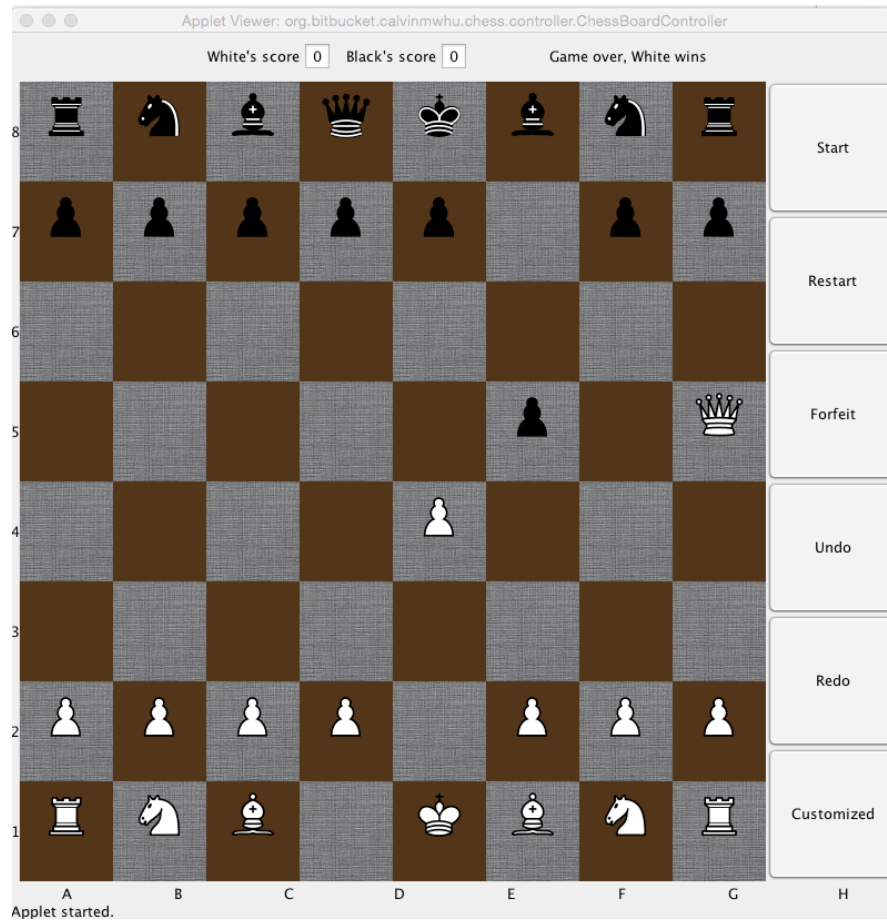 Applet Viewer: org.bitbucket.calvinmwhu.chess.controller.ChessBoardController
White's score 0 Black's score 0 Game over, White wins
8
Start
7
Restart
6
5
Forfeit
4
Undo
3
Redo
2
Customized
1
A B C D E F G H
Applet started.